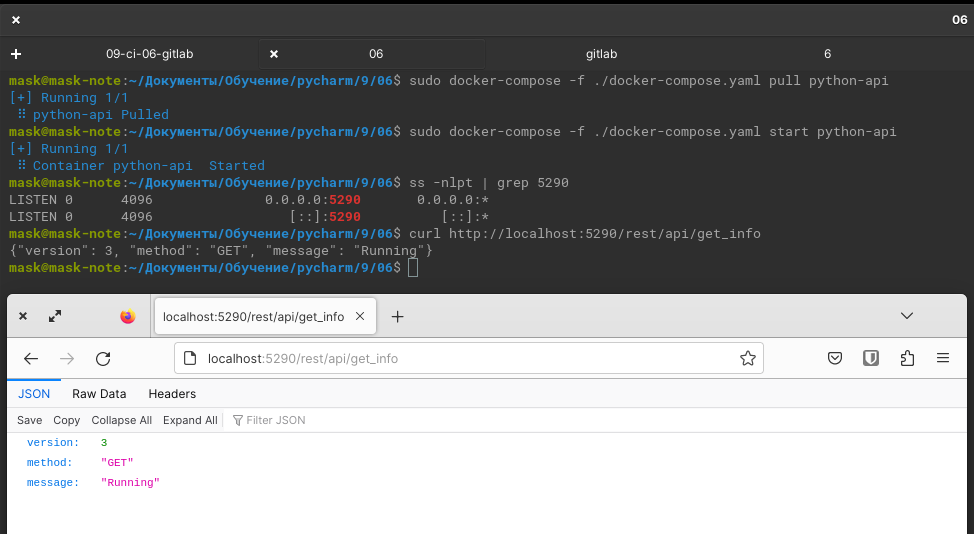 06
09-ci-06-gitlab 06 gitlab 6
mask@mask-note:~/Документы/Обучение/pycharm/9/06$ sudo docker-compose -f ./docker-compose.yaml pull python-api
[+] Running 1/1
⠿ python-api Pulled
mask@mask-note:~/Документы/Обучение/pycharm/9/06$ sudo docker-compose -f ./docker-compose.yaml start python-api
[+] Running 1/1
⠿ Container python-api  Started
mask@mask-note:~/Документы/Обучение/pycharm/9/06$ ss -nlpt | grep 5290
LISTEN 0      4096              0.0.0.0:5290       0.0.0.0:*
LISTEN 0      4096                 [::]:5290          [::]:*
mask@mask-note:~/Документы/Обучение/pycharm/9/06$ curl http://localhost:5290/rest/api/get_info
{"version": 3, "method": "GET", "message": "Running"}
mask@mask-note:~/Документы/Обучение/pycharm/9/06$
localhost:5290/rest/api/get_info
localhost:5290/rest/api/get_info
JSON Raw Data Headers
Save Copy Collapse All Expand All Filter JSON
version: 3
method: "GET"
message: "Running"